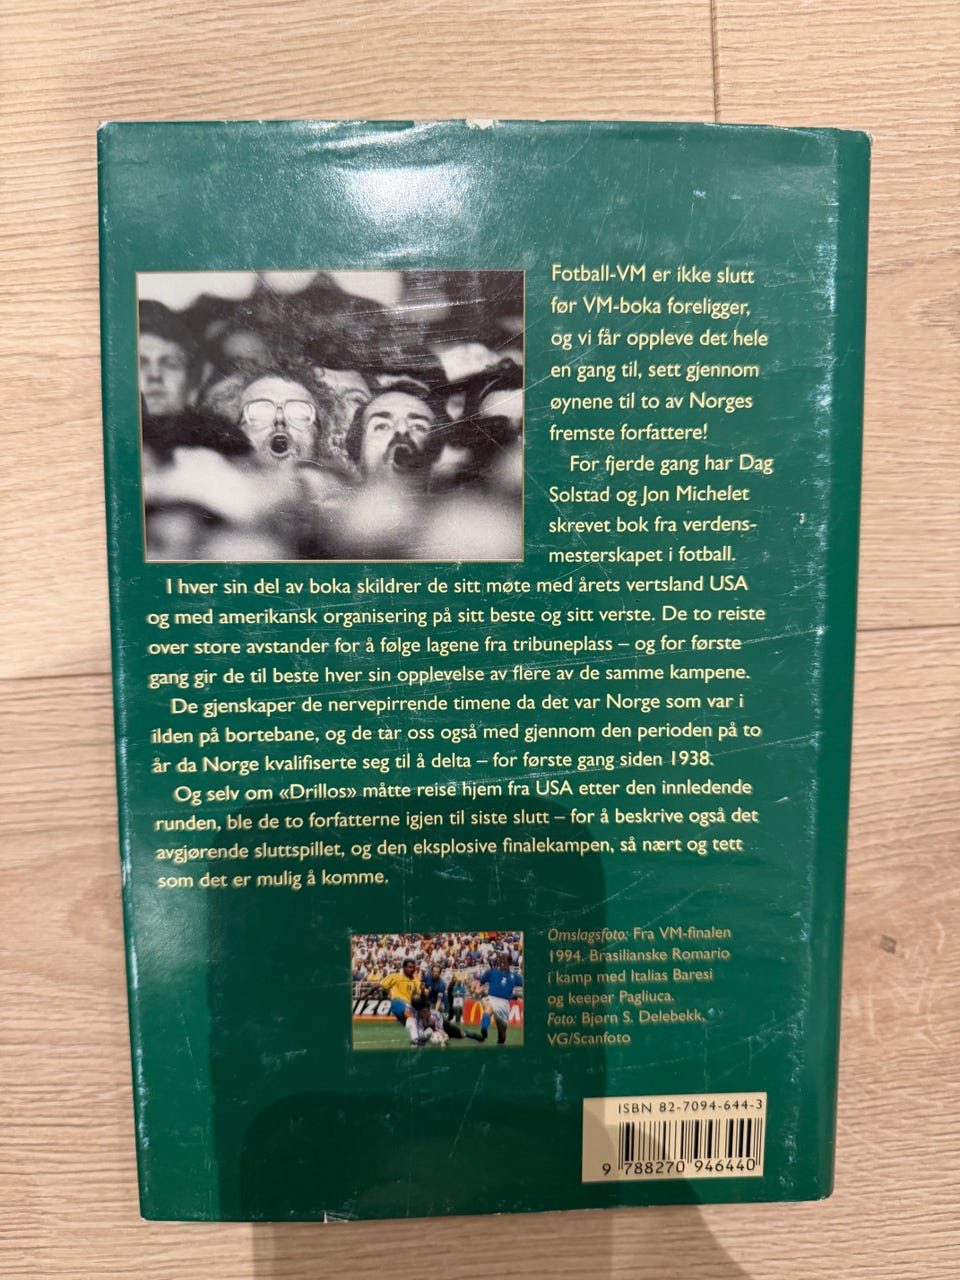 Fotball-VM er ikke slutt
før VM-boka foreligger,
og vi får oppleve det hele
en gang til, sett gjennom
øynene til to av Norges
fremste forfattere!
For fjerde gang har Dag
Solstad og Jon Michelet
skrevet bok fra verdens-
mesterskapet i fotball.
I hver sin del av boka skildrer de sitt møte med årets vertsland USA
og med amerikansk organisering på sitt beste og sitt verste. De to reiste
over store avstander for å følge lagene fra tribuneplass – og for første
gang gir de til beste hver sin opplevelse av flere av de samme kampene.
De gjenskaper de nervepirrende timene da det var Norge som var i
ilden på bortebane, og de tar oss også med gjennom den perioden på to
år da Norge kvalifiserte seg til å delta – for første gang siden 1938.
Og selv om «Drillos» måtte reise hjem fra USA etter den innledende
runden, ble de to forfatterne igjen til siste slutt – for å beskrive også det
avgjørende sluttspillet, og den eksplosive finalekampen, så nært og tett
som det er mulig å komme.
Omslagsfoto: Fra VM-finalen
1994. Brasilianske Romario
i kamp med Italias Baresi
og keeper Pagliuca.
Foto: Bjørn S. Delebekk,
VG/Scanfoto
ISBN 82-7094-644-3
9 788270 946440